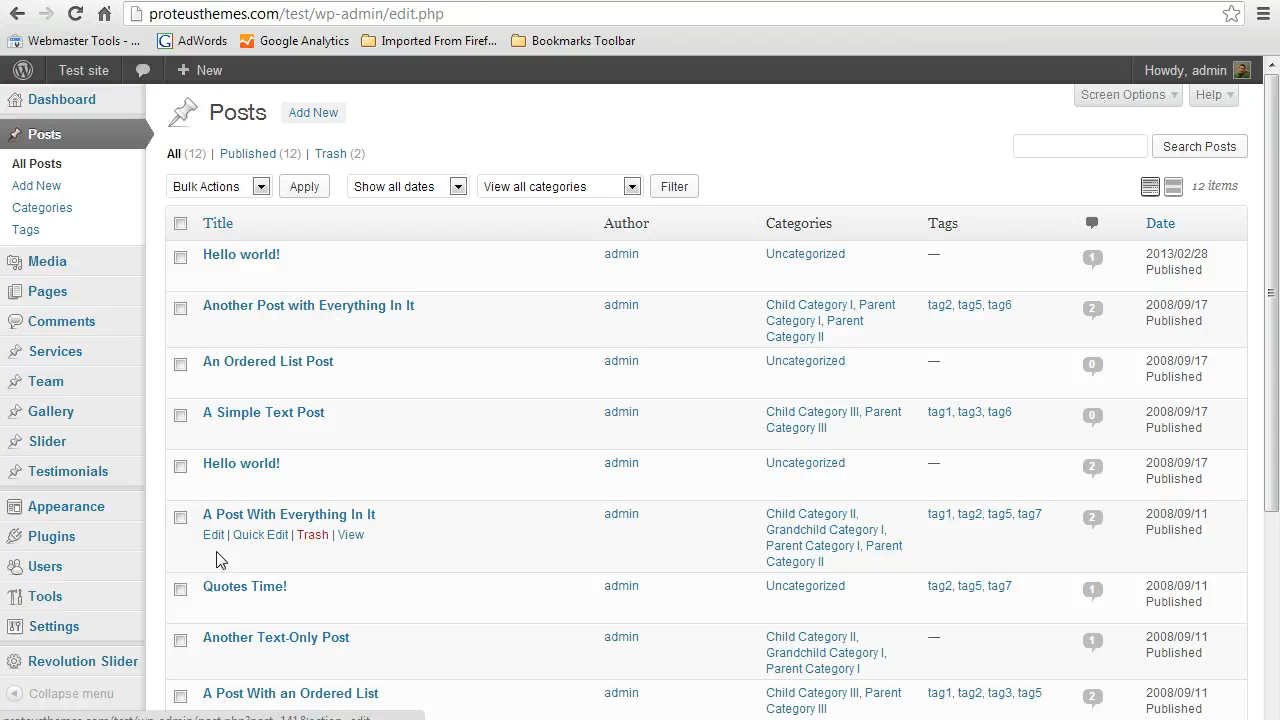 proteusthemes.com/test/wp-admin/edit.php
Webmaster Tools - ... AdWords Google Analytics Imported From Firef... Bookmarks Toolbar
Test site + New Howdy, admin
Dashboard
Posts
All Posts
Add New
Categories
Tags
Media
Pages
Comments
Services
Team
Gallery
Slider
Testimonials
Appearance
Plugins
Users
Tools
Settings
Revolution Slider
Collapse menu
Screen Options Help
Posts Add New
All (12) | Published (12) | Trash (2)
Search Posts
Bulk Actions Apply Show all dates View all categories Filter 12 items
Title Author Categories Tags Date
Hello world! admin Uncategorized — 1 2013/02/28
Published
Another Post with Everything In It admin Child Category I, Parent tag2, tag5, tag6 2 2008/09/17
Category I, Parent Published
Category II
An Ordered List Post admin Uncategorized — 0 2008/09/17
Published
A Simple Text Post admin Child Category III, Parent tag1, tag3, tag6 0 2008/09/17
Category III Published
Hello world! admin Uncategorized — 2 2008/09/17
Published
A Post With Everything In It admin Child Category II, tag1, tag2, tag5, tag7 2 2008/09/17
Edit | Quick Edit | Trash | View Grandchild Category I, Published
Parent Category I, Parent
Category II
Quotes Time! admin Uncategorized tag2, tag5, tag7 1 2008/09/11
Published
Another Text-Only Post admin Child Category II, — 1 2008/09/11
Grandchild Category I, Published
Parent Category I
A Post With an Ordered List admin Child Category III, Parent tag1, tag2, tag3, tag5 2 2008/09/11
Category III Published